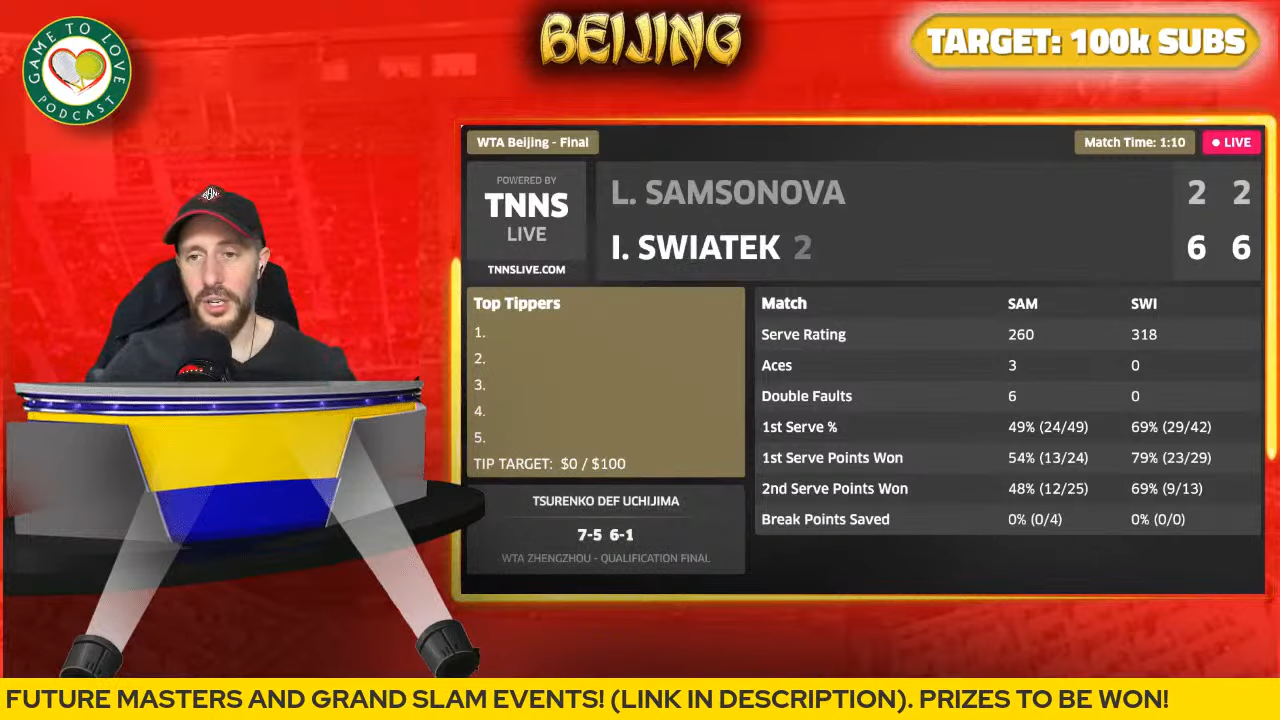 GAME TO LOVE
PODCAST
BEIJING
TARGET: 100k SUBS
WTA Beijing - Final
Match Time: 1:10
LIVE
POWERED BY
TNNS
LIVE
TNNSLIVE.COM
L. SAMSONOVA 2 2
I. SWIATEK 2 6 6
Top Tippers
1.
2.
3.
4.
5.
TIP TARGET: $0 / $100
TSURENKO DEF UCHIJIMA
7-5 6-1
WTA ZHENGZHOU - QUALIFICATION FINAL
Match SAM SWI
Serve Rating 260 318
Aces 3 0
Double Faults 6 0
1st Serve % 49% (24/49) 69% (29/42)
1st Serve Points Won 54% (13/24) 79% (23/29)
2nd Serve Points Won 48% (12/25) 69% (9/13)
Break Points Saved 0% (0/4) 0% (0/0)
FUTURE MASTERS AND GRAND SLAM EVENTS! (LINK IN DESCRIPTION). PRIZES TO BE WON!